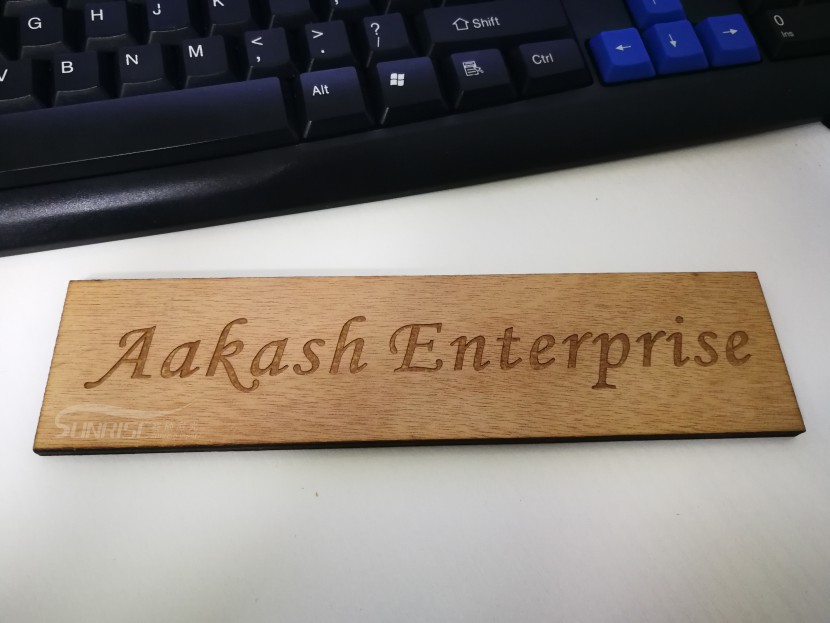 G H J K
V B N M < , > . ? / Shift
Alt Ctrl
0
Ins
Aakash Enterprise
SUNRISE